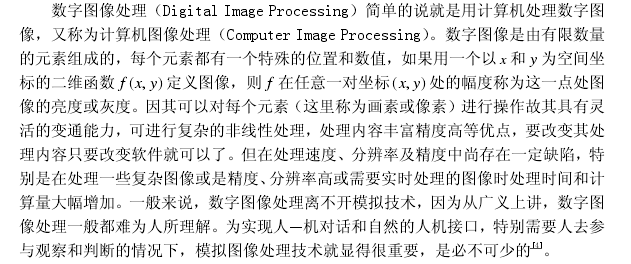 数字图像处理（Digital Image Processing）简单的说就是用计算机处理数字图
像，又称为计算机图像处理（Computer Image Processing）。数字图像是由有限数量
的元素组成的，每个元素都有一个特殊的位置和数值，如果用一个以 x 和 y 为空间坐
标的二维函数 f(x, y) 定义图像，则 f 在任意一对坐标 (x, y) 处的幅度称为这一点处图
像的亮度或灰度。因其可以对每个元素（这里称为画素或像素）进行操作故其具有灵
活的变通能力，可进行复杂的非线性处理，处理内容丰富精度高等优点，要改变其处
理内容只要改变软件就可以了。但在处理速度、分辨率及精度中尚存在一定缺陷，特
别是在处理一些复杂图像或是精度、分辨率高或需要实时处理的图像时处理时间和计
算量大幅增加。一般来说，数字图像处理离不开模拟技术，因为从广义上讲，数字图
像处理一般都难为人所理解。为实现人—机对话和自然的人机接口，特别需要人去参
与观察和判断的情况下，模拟图像处理技术就显得很重要，是必不可少的